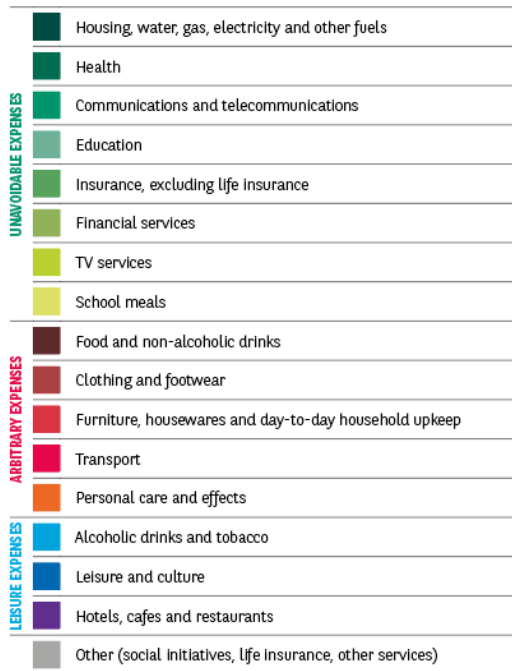 UNAVOIDABLE EXPENSES
Housing, water, gas, electricity and other fuels
Health
Communications and telecommunications
Education
Insurance, excluding life insurance
Financial services
TV services
School meals
ARBITRARY EXPENSES
Food and non-alcoholic drinks
Clothing and footwear
Furniture, housewares and day-to-day household upkeep
Transport
Personal care and effects
LEISURE EXPENSES
Alcoholic drinks and tobacco
Leisure and culture
Hotels, cafes and restaurants
Other (social initiatives, life insurance, other services)